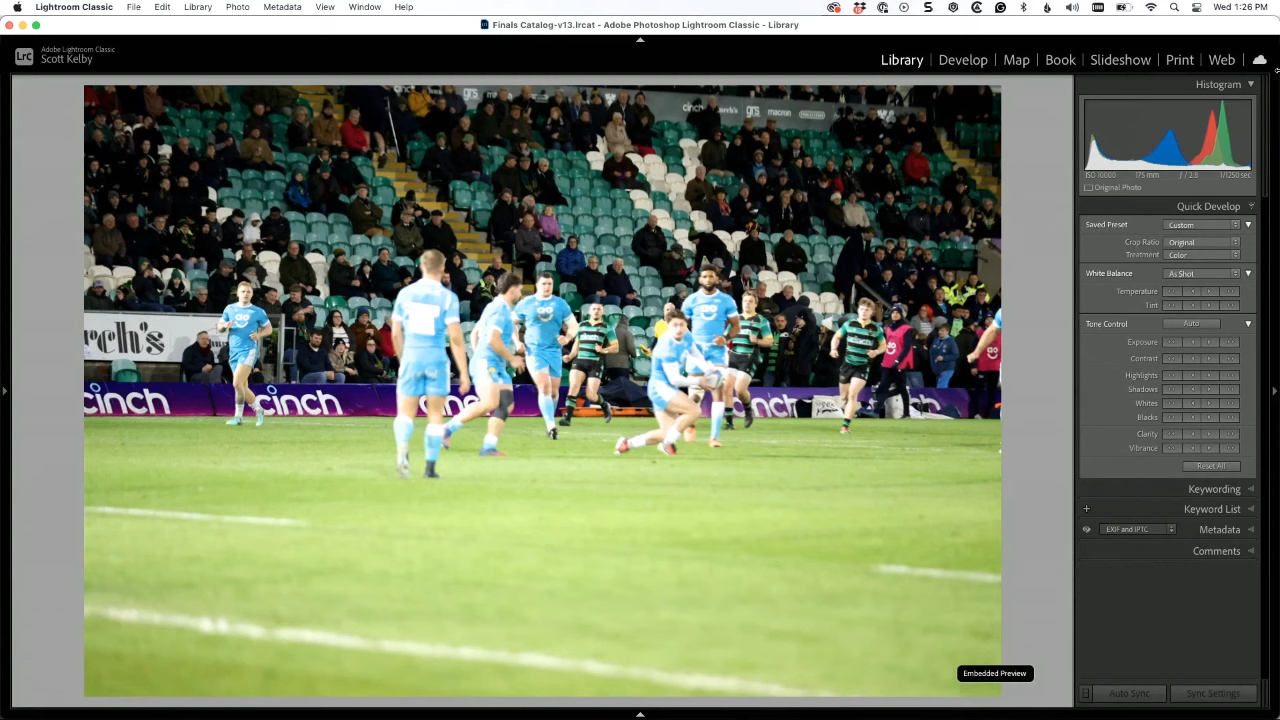 Lightroom Classic File Edit Library Photo Metadata View Window Help Wed 1:26 PM
Finals Catalog-v13.lrcat - Adobe Photoshop Lightroom Classic - Library
Lrc
Adobe Lightroom Classic
Scott Kelby
Library | Develop | Map | Book | Slideshow | Print | Web
Histogram
ISO 10000 175 mm ƒ / 2.8 1/1250 sec
Original Photo
Quick Develop
Saved Preset Custom
Crop Ratio Original
Treatment Color
White Balance As Shot
Temperature
Tint
Tone Control Auto
Exposure
Contrast
Highlights
Shadows
Whites
Blacks
Clarity
Vibrance
Reset All
Keywording
Keyword List
EXIF and IPTC Metadata
Comments
Auto Sync Sync Settings
grs macron
cinch grs macron
cinch cinch
Embedded Preview